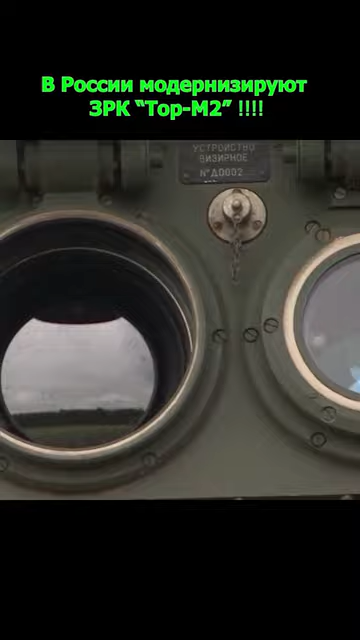 В России модернизируют
ЗРК “Тор-М2” !!!!
УСТРОЙСТВО
ВИЗИРНОЕ
№Д0002